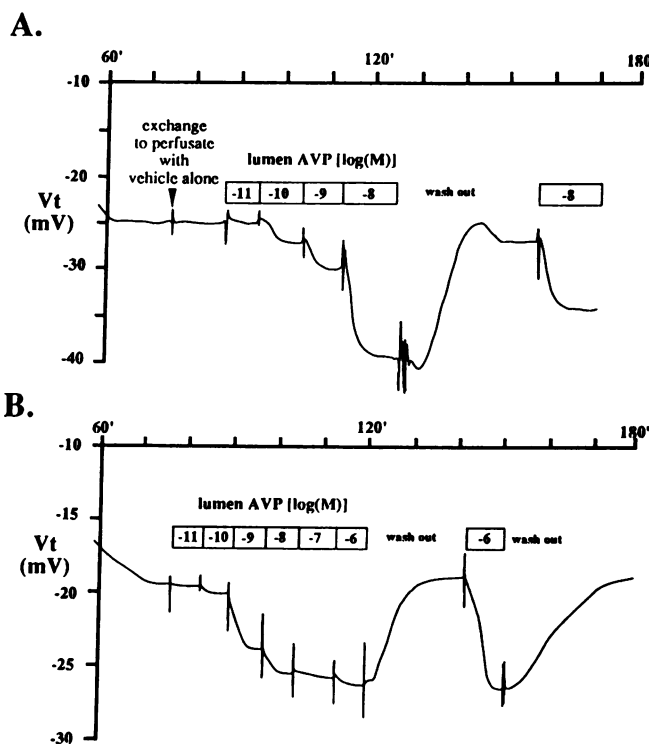 A.
60' 120' 180
-10
-20
-30
-40
Vt
(mV)
exchange
to perfusate
with
vehicle alone
lumen AVP [log(M)]
-11 -10 -9 -8 wash out -8
B.
60' 120' 180'
-10
-15
-20
-25
-30
Vt
(mV)
lumen AVP [log(M)]
-11 -10 -9 -8 -7 -6 wash out -6 wash out